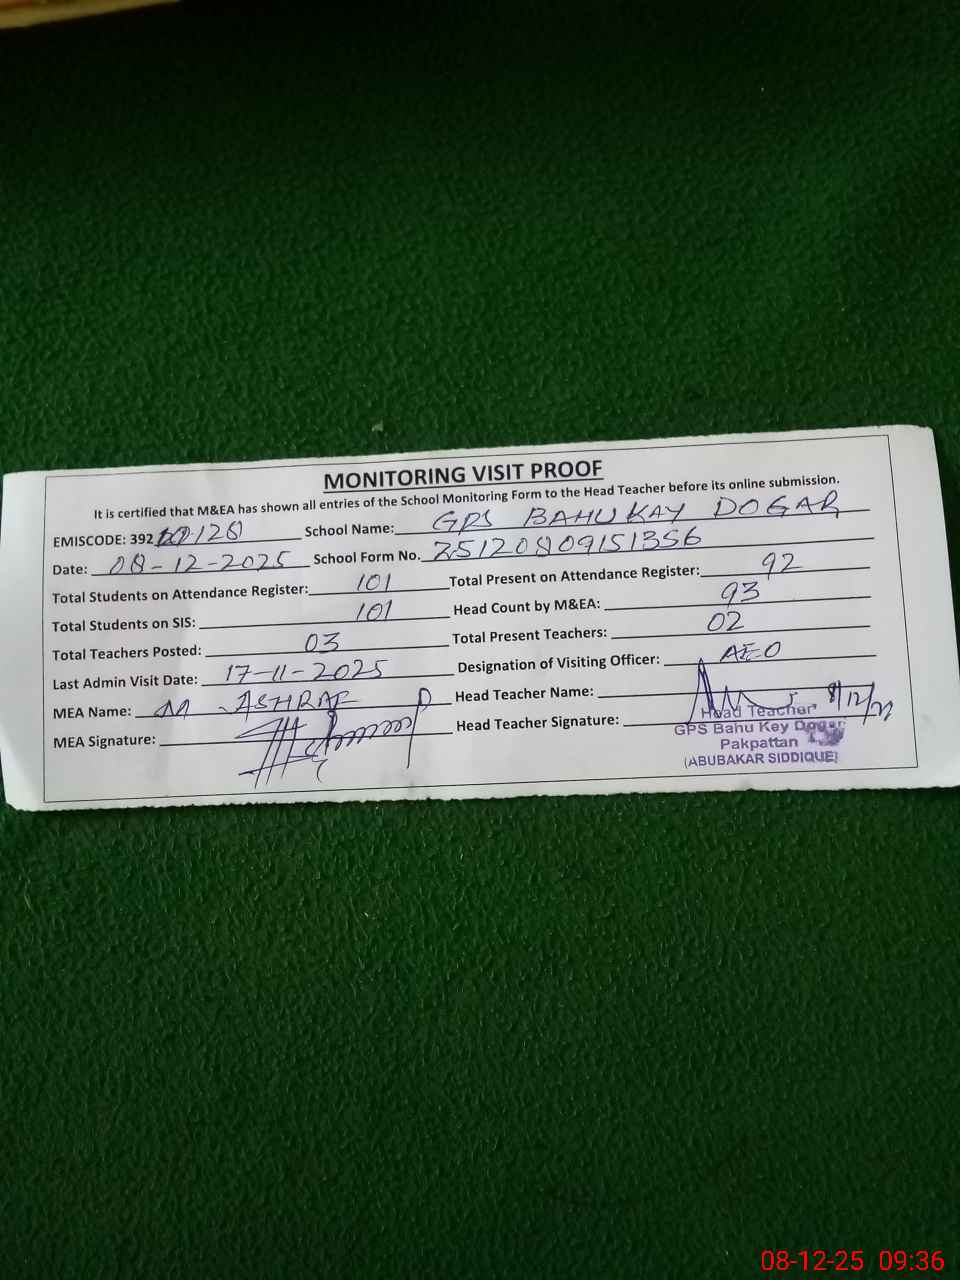 MONITORING VISIT PROOF
It is certified that M&EA has shown all entries of the School Monitoring Form to the Head Teacher before its online submission.
EMISCODE: 392 School Name: GPS BAHU KAY DOGAR
Date: 08-12-2025 School Form No. 25120809151356
Total Students on Attendance Register: 101 Total Present on Attendance Register: 92
Total Students on SIS: 101 Head Count by M&EA: 93
Total Teachers Posted: 03 Total Present Teachers: 02
Last Admin Visit Date: 17-11-2025 Designation of Visiting Officer: AEO
MEA Name: M ASHRAF Head Teacher Name:
MEA Signature: Head Teacher Signature:
Head Teacher
GPS Bahu Key Dogar
Pakpattan
(ABUBAKAR SIDDIQUE)
08-12-25 09:36